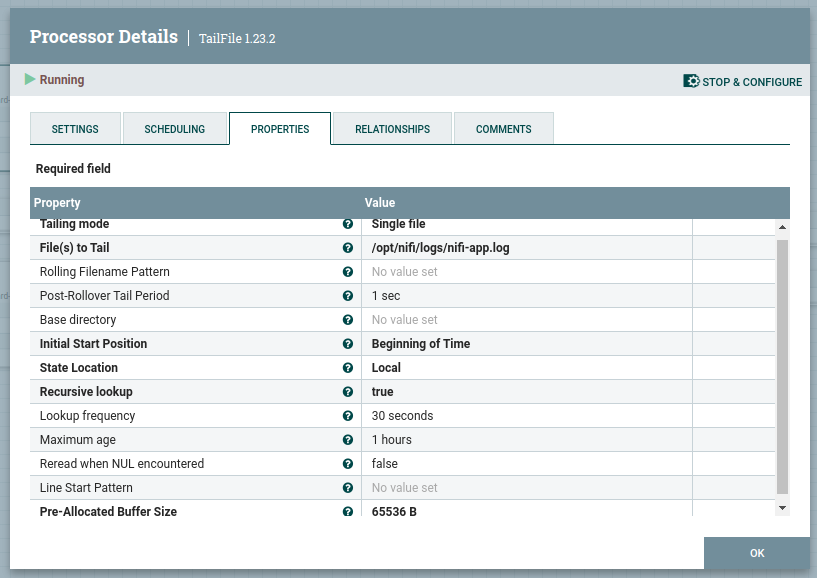 Processor Details | TailFile 1.23.2
Running
STOP & CONFIGURE
SETTINGS SCHEDULING PROPERTIES RELATIONSHIPS COMMENTS
Required field
Property Value
Tailing mode Single file
File(s) to Tail /opt/nifi/logs/nifi-app.log
Rolling Filename Pattern No value set
Post-Rollover Tail Period 1 sec
Base directory No value set
Initial Start Position Beginning of Time
State Location Local
Recursive lookup true
Lookup frequency 30 seconds
Maximum age 1 hours
Reread when NUL encountered false
Line Start Pattern No value set
Pre-Allocated Buffer Size 65536 B
OK